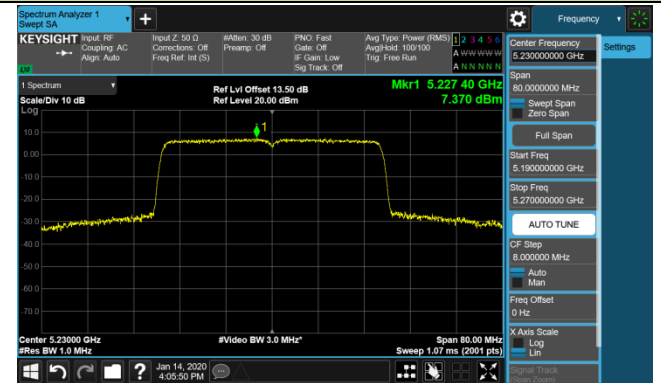 Spectrum Analyzer 1
Swept SA
Frequency
KEYSIGHT Input: RF
Coupling: AC
Align: Auto
Input Z: 50 Ω
Corrections: Off
Freq Ref: Int (S)
#Atten: 30 dB
Preamp: Off
PNO: Fast
Gate: Off
IF Gain: Low
Sig Track: Off
Avg Type: Power (RMS)
Avg|Hold: 100/100
Trig: Free Run
1 2 3 4 5 6
A W W W W W
A N N N N N
1 Spectrum
Scale/Div 10 dB
Ref Lvl Offset 13.50 dB
Ref Level 20.00 dBm
Mkr1 5.227 40 GHz
7.370 dBm
Log
1
10.0
0.00
-10.0
-20.0
-30.0
-40.0
-50.0
-60.0
-70.0
Center 5.23000 GHz
#Res BW 1.0 MHz
#Video BW 3.0 MHz*
Span 80.00 MHz
Sweep 1.07 ms (2001 pts)
Jan 14, 2020
4:05:50 PM
Center Frequency
5.230000000 GHz
Settings
Span
80.0000000 MHz
Swept Span
Zero Span
Full Span
Start Freq
5.190000000 GHz
Stop Freq
5.270000000 GHz
AUTO TUNE
CF Step
8.000000 MHz
Auto
Man
Freq Offset
0 Hz
X Axis Scale
Log
Lin
Signal Track
(Span Zoom)